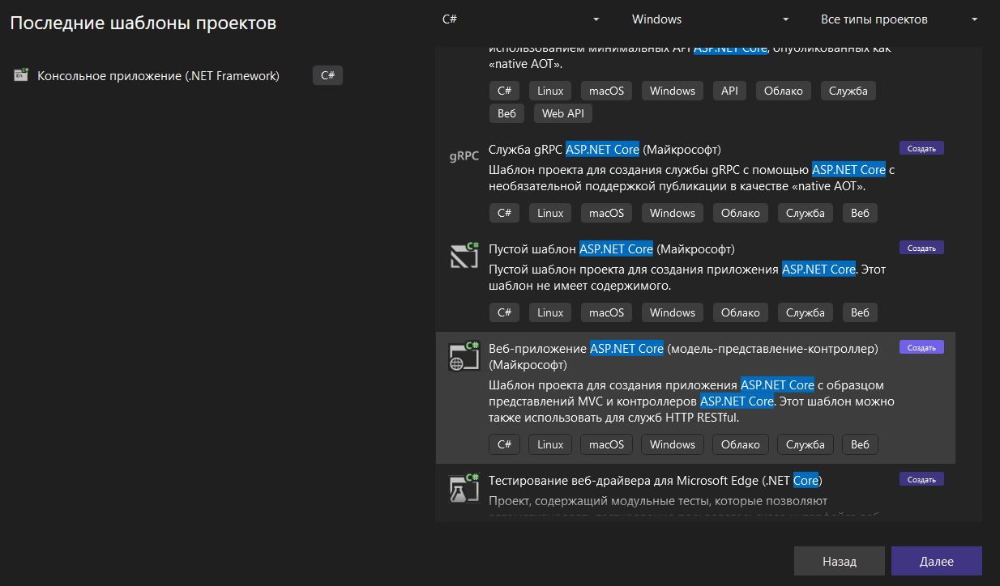 Последние шаблоны проектов
C#
Windows
Все типы проектов
Консольное приложение (.NET Framework)
C#
использованием минимальных API ASP.NET Core, опубликованных как
«native AOT».
C# Linux macOS Windows API Облако Служба
Веб Web API
gRPC
Служба gRPC ASP.NET Core (Майкрософт)
Создать
Шаблон проекта для создания службы gRPC с помощью ASP.NET Core с
необязательной поддержкой публикации в качестве «native AOT».
C# Linux macOS Windows Облако Служба Веб
C#
Пустой шаблон ASP.NET Core (Майкрософт)
Создать
Пустой шаблон проекта для создания приложения ASP.NET Core. Этот
шаблон не имеет содержимого.
C# Linux macOS Windows Облако Служба Веб
C#
Веб-приложение ASP.NET Core (модель-представление-контроллер)
(Майкрософт)
Создать
Шаблон проекта для создания приложения ASP.NET Core с образцом
представлений MVC и контроллеров ASP.NET Core. Этот шаблон можно
также использовать для служб HTTP RESTful.
C# Linux macOS Windows Облако Служба Веб
C#
Тестирование веб-драйвера для Microsoft Edge (.NET Core)
Создать
Проект, содержащий модульные тесты, которые позволяют
Назад
Далее